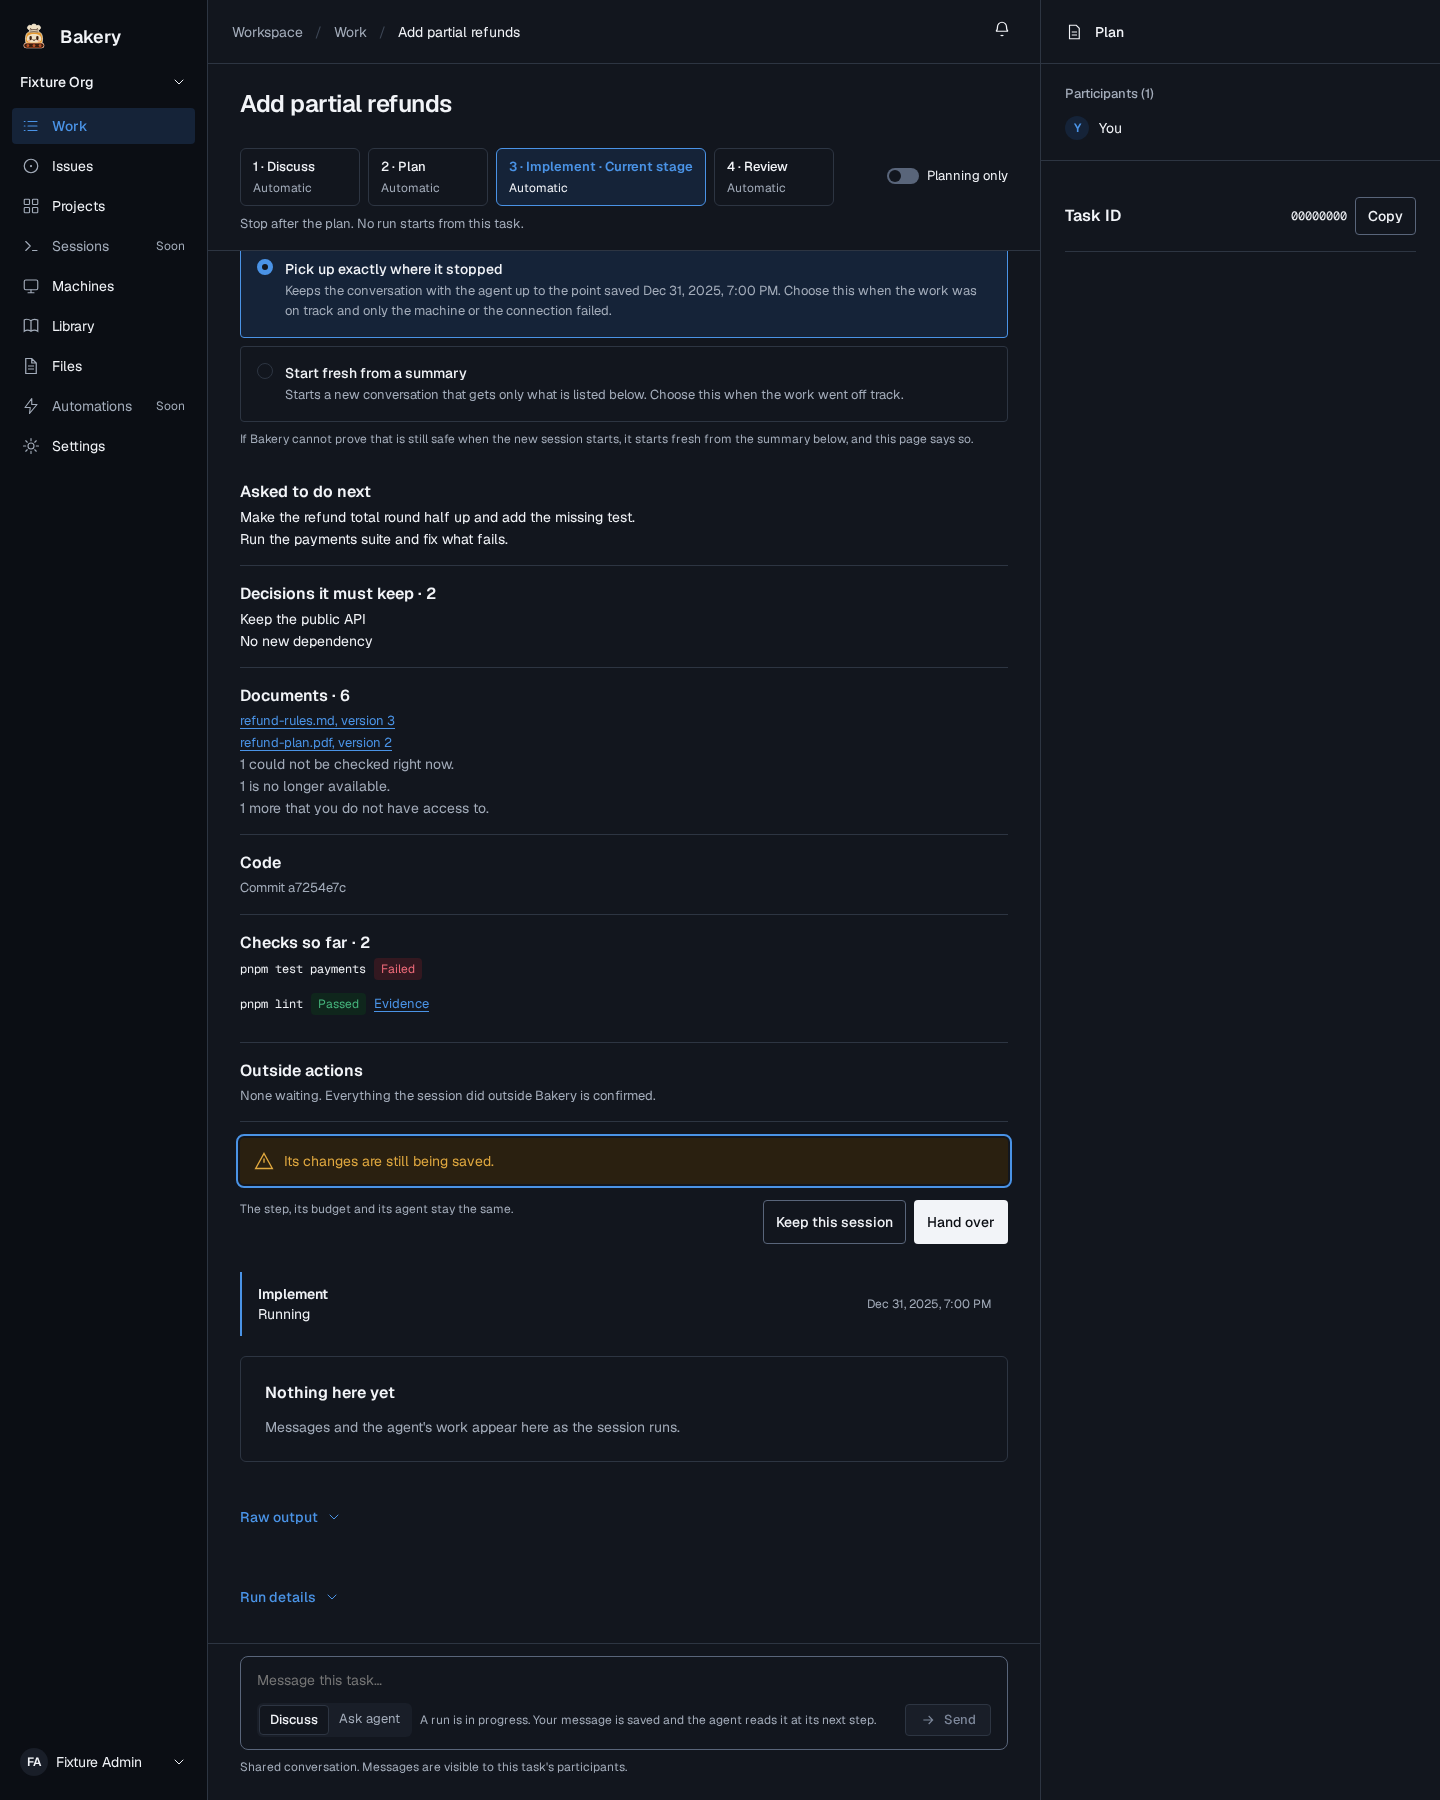 Bakery
Fixture Org
Work
Issues
Projects
Sessions Soon
Machines
Library
Files
Automations Soon
Settings
FA Fixture Admin
Workspace / Work / Add partial refunds
Add partial refunds
1 · Discuss
Automatic
2 · Plan
Automatic
3 · Implement · Current stage
Automatic
4 · Review
Automatic
Planning only
Stop after the plan. No run starts from this task.
Pick up exactly where it stopped
Keeps the conversation with the agent up to the point saved Dec 31, 2025, 7:00 PM. Choose this when the work was
on track and only the machine or the connection failed.
Start fresh from a summary
Starts a new conversation that gets only what is listed below. Choose this when the work went off track.
If Bakery cannot prove that is still safe when the new session starts, it starts fresh from the summary below, and this page says so.
Asked to do next
Make the refund total round half up and add the missing test.
Run the payments suite and fix what fails.
Decisions it must keep · 2
Keep the public API
No new dependency
Documents · 6
refund-rules.md, version 3
refund-plan.pdf, version 2
1 could not be checked right now.
1 is no longer available.
1 more that you do not have access to.
Code
Commit a7254e7c
Checks so far · 2
pnpm test payments Failed
pnpm lint Passed Evidence
Outside actions
None waiting. Everything the session did outside Bakery is confirmed.
Its changes are still being saved.
The step, its budget and its agent stay the same.
Keep this session
Hand over
Implement
Running
Dec 31, 2025, 7:00 PM
Nothing here yet
Messages and the agent's work appear here as the session runs.
Raw output
Run details
Message this task...
Discuss
Ask agent
A run is in progress. Your message is saved and the agent reads it at its next step.
Send
Shared conversation. Messages are visible to this task's participants.
Plan
Participants (1)
Y You
Task ID
00000000
Copy